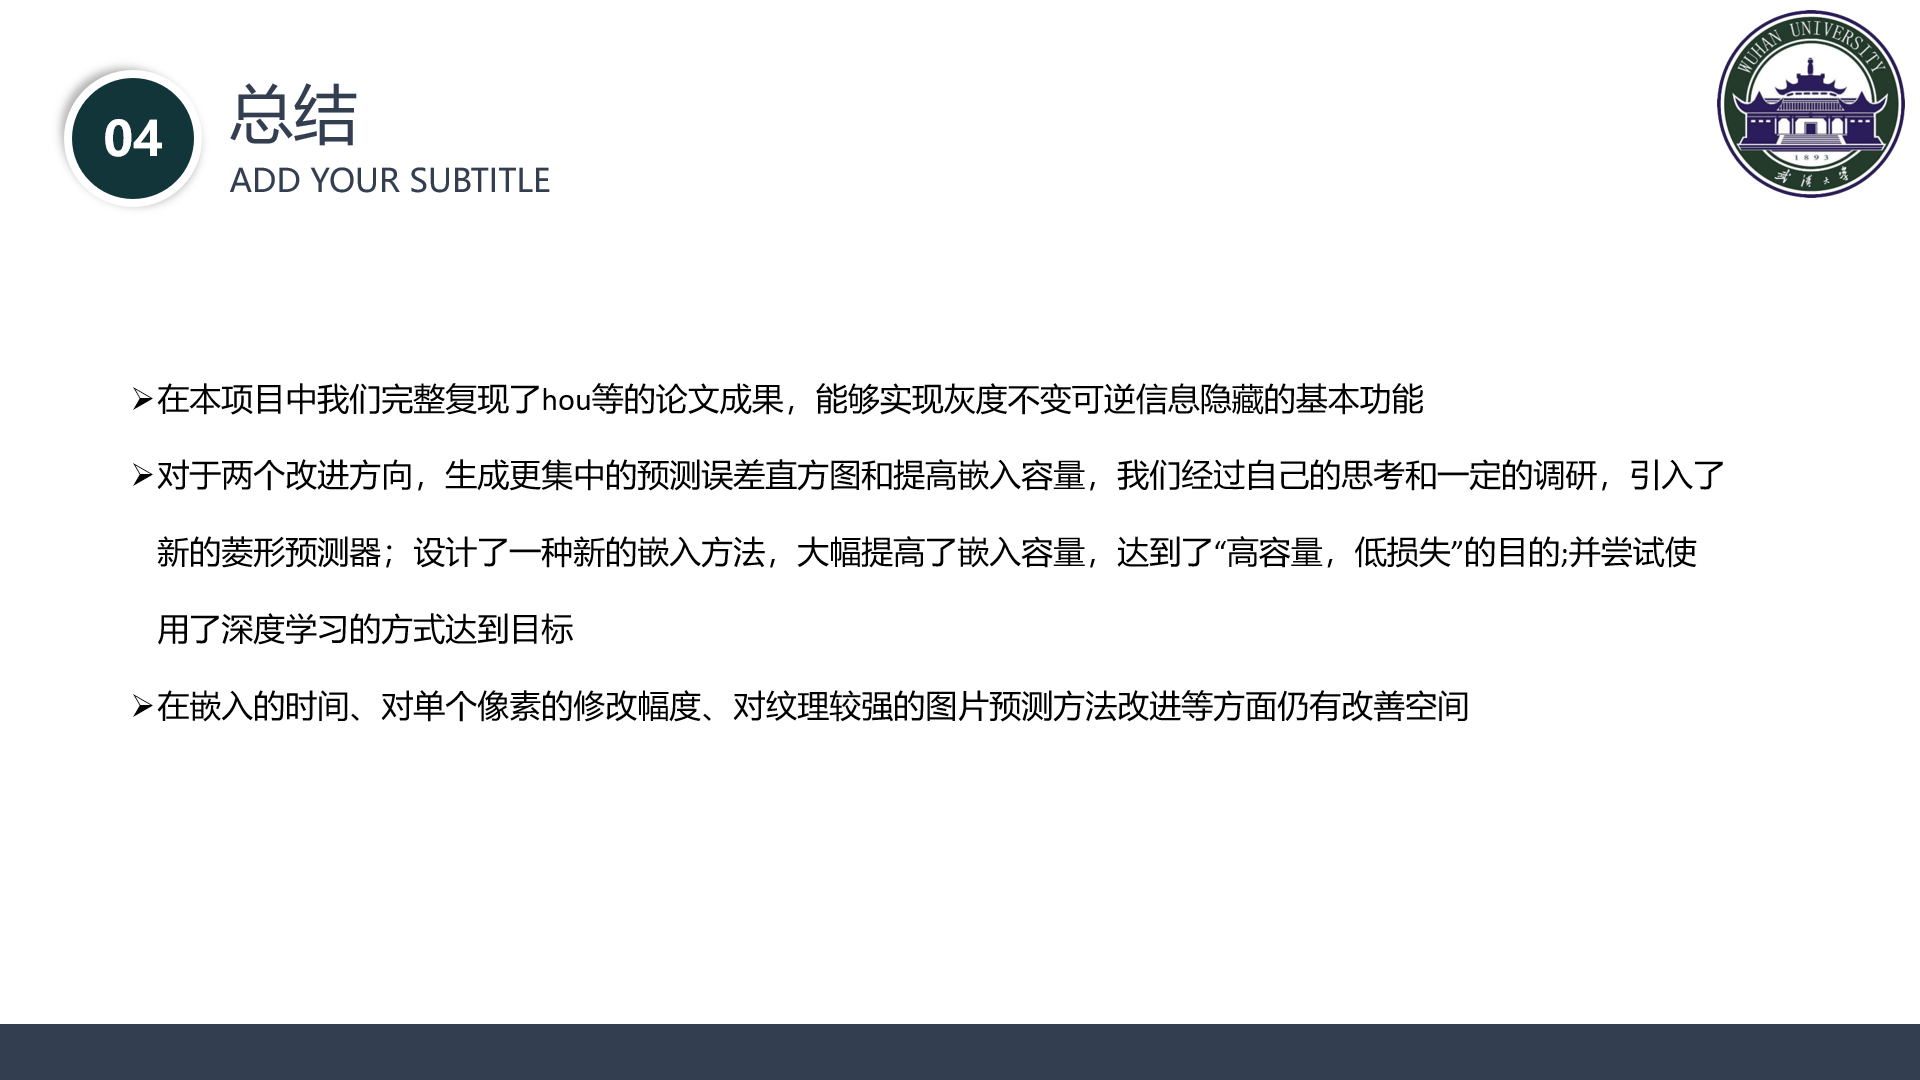 04
总结
ADD YOUR SUBTITLE
WUHAN UNIVERSITY
1893
武汉大学
➢在本项目中我们完整复现了hou等的论文成果，能够实现灰度不变可逆信息隐藏的基本功能
➢对于两个改进方向，生成更集中的预测误差直方图和提高嵌入容量，我们经过自己的思考和一定的调研，引入了
新的菱形预测器；设计了一种新的嵌入方法，大幅提高了嵌入容量，达到了“高容量，低损失”的目的;并尝试使
用了深度学习的方式达到目标
➢在嵌入的时间、对单个像素的修改幅度、对纹理较强的图片预测方法改进等方面仍有改善空间